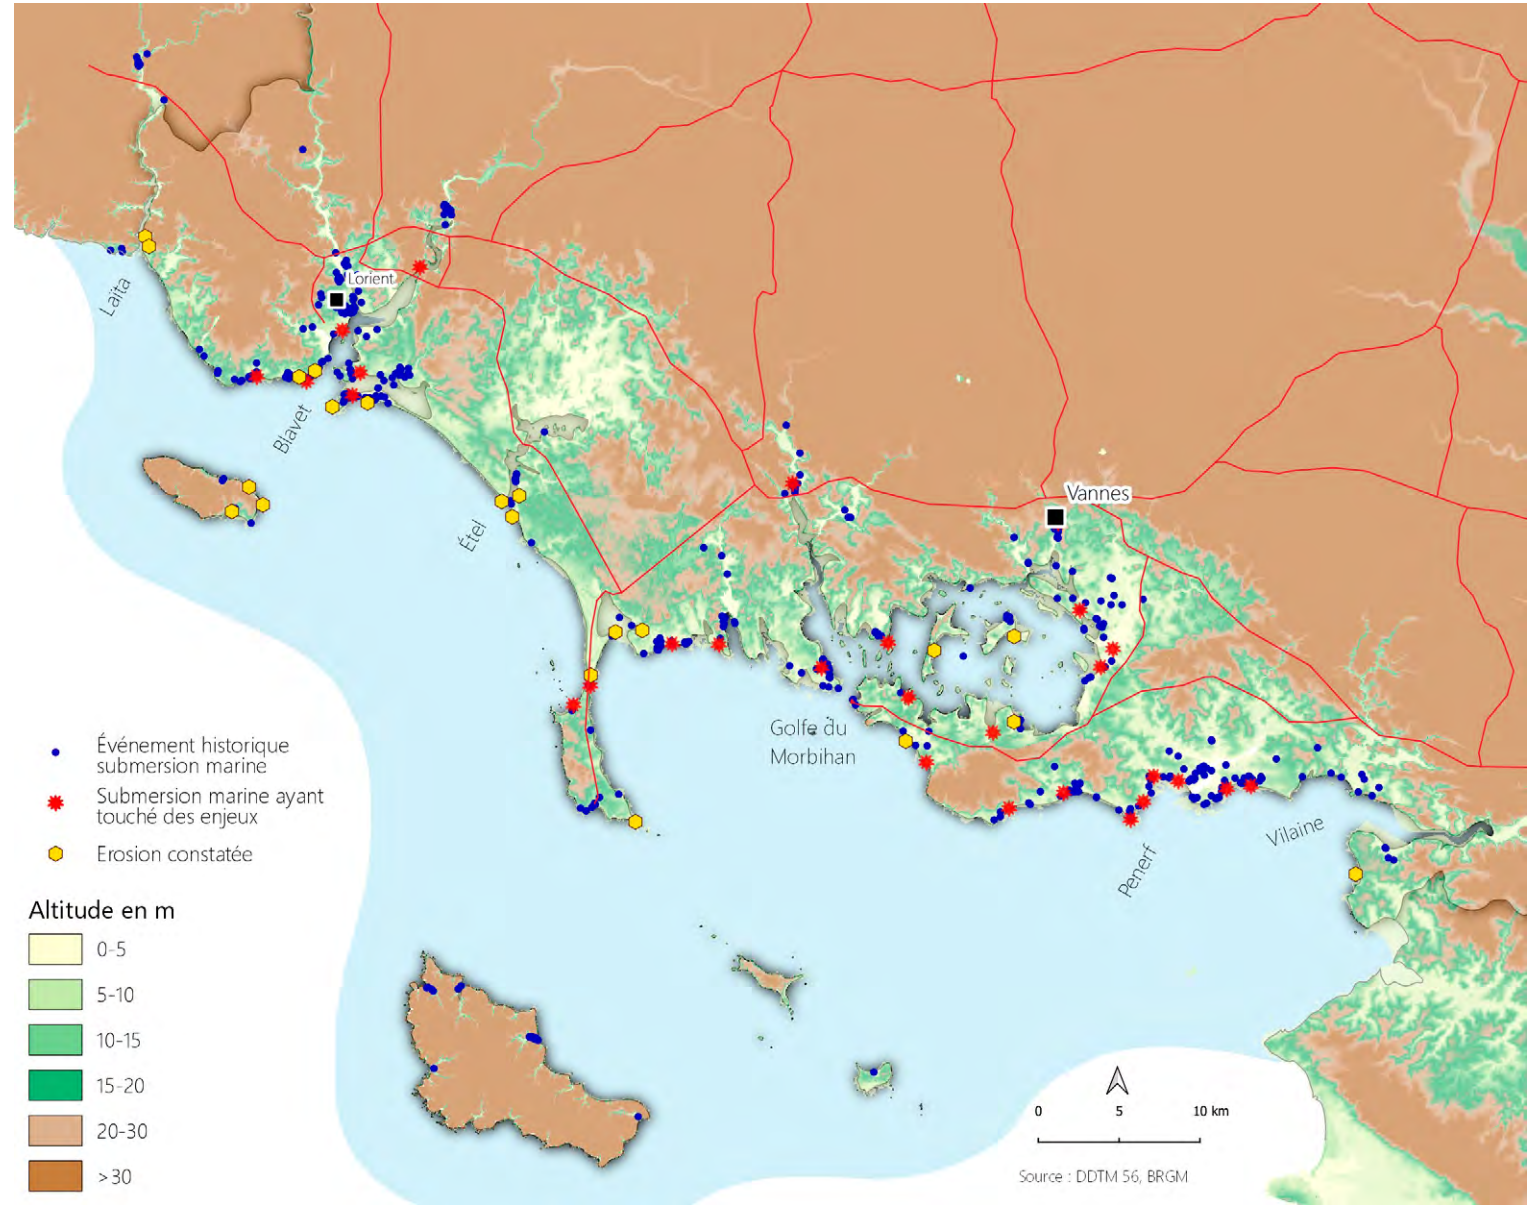 Lorient
Laïta
Blavet
Étel
Vannes
Golfe du
Morbihan
Penerf
Vilaine
Événement historique
submersion marine
Submersion marine ayant
touché des enjeux
Erosion constatée
Altitude en m
0-5
5-10
10-15
15-20
20-30
>30
0 5 10 km
Source : DDTM 56, BRGM